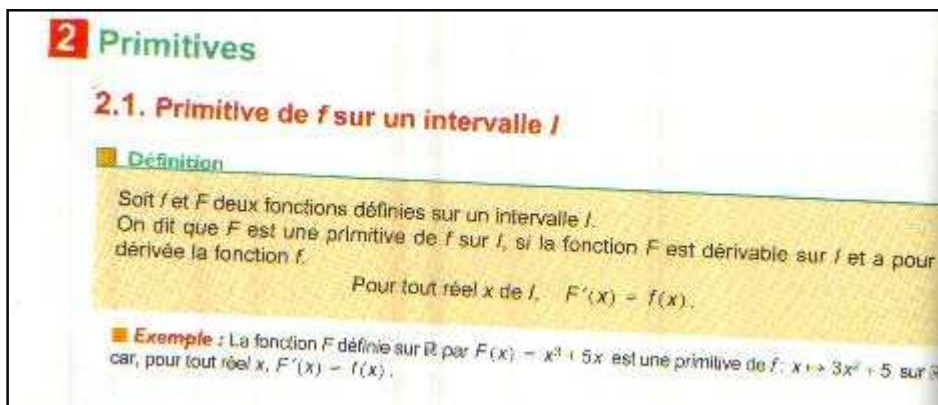 2 Primitives
2.1. Primitive de f sur un intervalle I
Définition
Soit f et F deux fonctions définies sur un intervalle I.
On dit que F est une primitive de f sur I, si la fonction F est dérivable sur I et a pour
dérivée la fonction f.
Pour tout réel x de I, F′(x) = f(x).
Exemple : La fonction F définie sur ℝ par F(x) = x³ + 5x est une primitive de f : x ↦ 3x² + 5 sur ℝ
car, pour tout réel x, F′(x) = f(x).